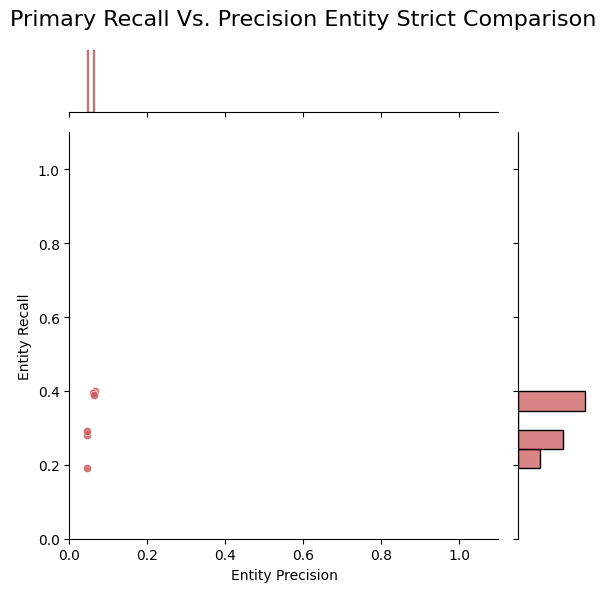 Primary Recall Vs. Precision Entity Strict Comparison
1.0
0.8
0.6
0.4
0.2
0.0
Entity Recall
0.0 0.2 0.4 0.6 0.8 1.0
Entity Precision